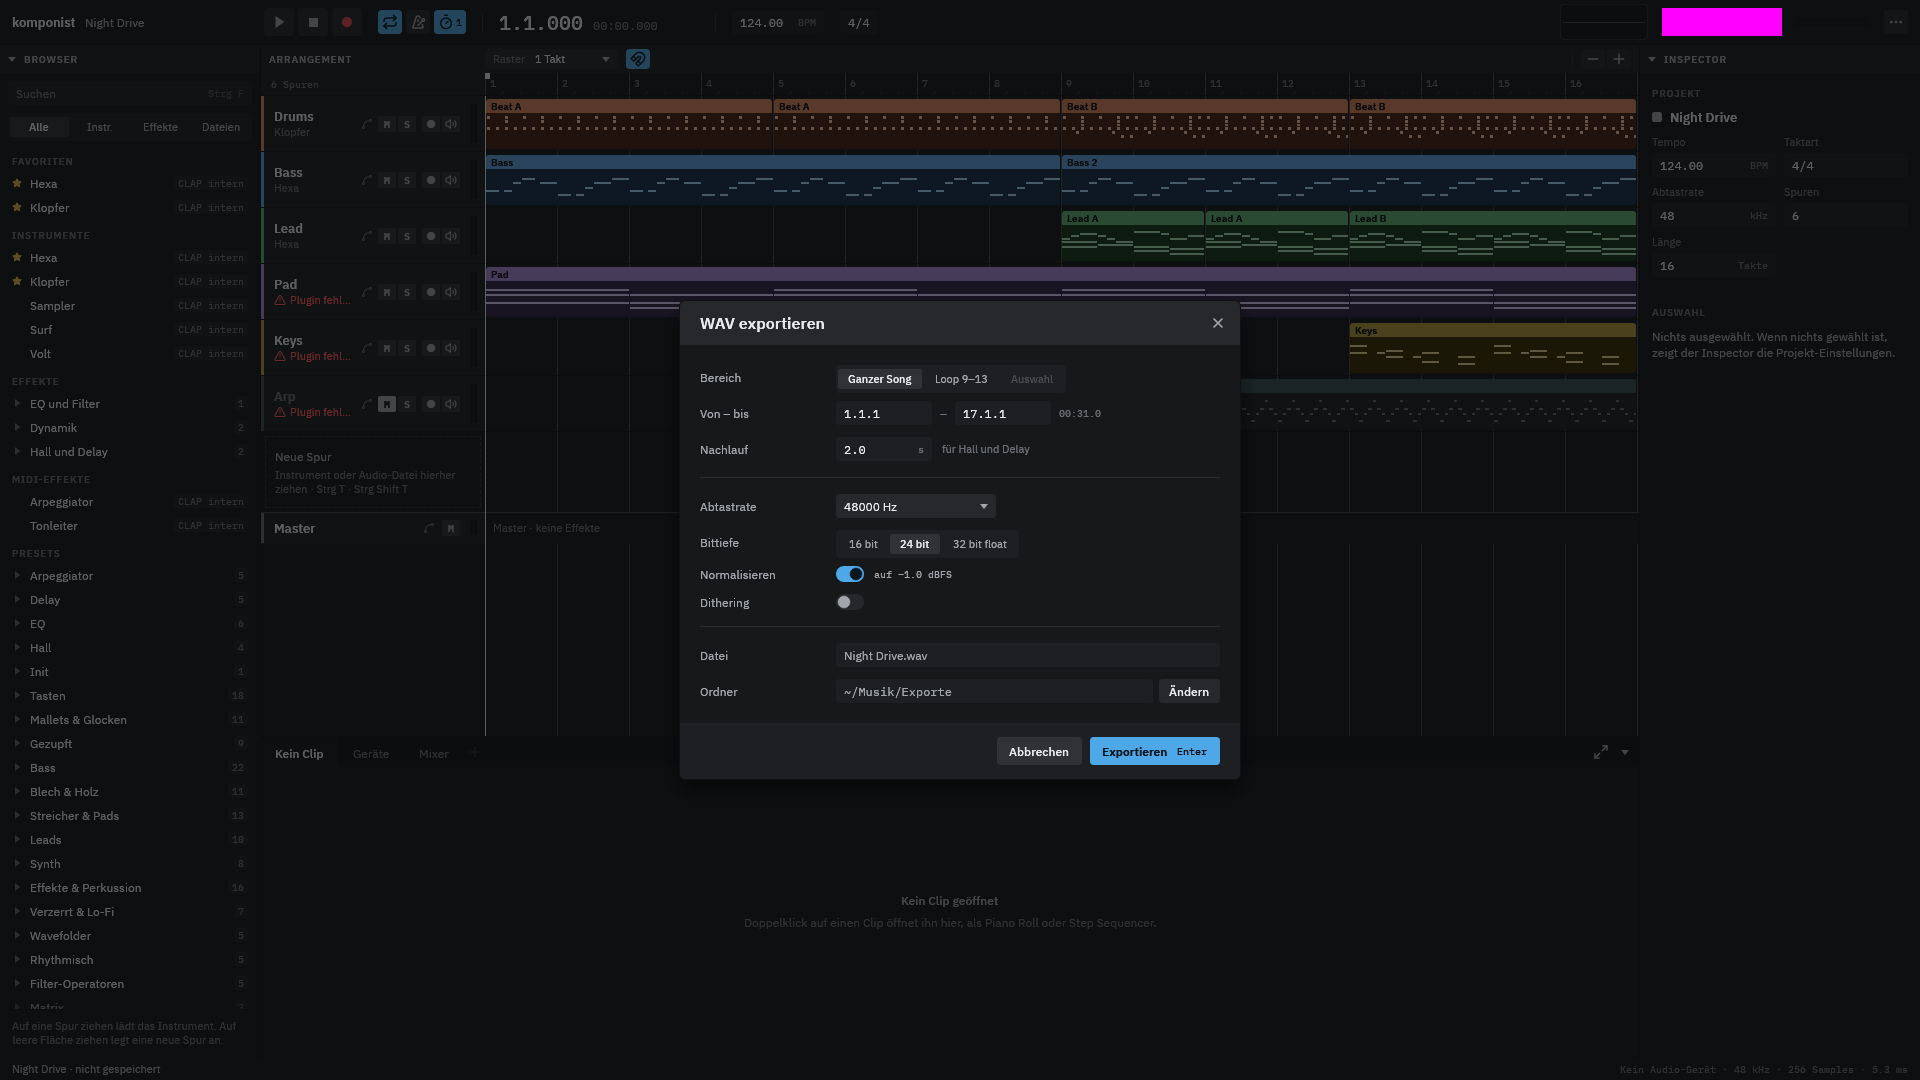 komponist Night Drive
1 1.1.000 00:00.000 124.00 BPM 4/4
BROWSER
Suchen Strg F
Alle Instr. Effekte Dateien
FAVORITEN
Hexa CLAP intern
Klopfer CLAP intern
INSTRUMENTE
Hexa CLAP intern
Klopfer CLAP intern
Sampler CLAP intern
Surf CLAP intern
Volt CLAP intern
EFFEKTE
EQ und Filter 1
Dynamik 2
Hall und Delay 2
MIDI-EFFEKTE
Arpeggiator CLAP intern
Tonleiter CLAP intern
PRESETS
Arpeggiator 5
Delay 5
EQ 6
Hall 4
Init 1
Tasten 18
Mallets & Glocken 11
Gezupft 9
Bass 22
Blech & Holz 11
Streicher & Pads 13
Leads 10
Synth 8
Effekte & Perkussion 16
Verzerrt & Lo-Fi 7
Wavefolder 5
Rhythmisch 5
Filter-Operatoren 5
Matrix 3
Auf eine Spur ziehen lädt das Instrument. Auf
leere Fläche ziehen legt eine neue Spur an.
Night Drive · nicht gespeichert
ARRANGEMENT Raster 1 Takt
6 Spuren 1 2 3 4 5 6 7 8 9 10 11 12 13 14 15 16
Drums M S
Klopfer
Beat A Beat A Beat B Beat B
Bass M S
Hexa
Bass Bass 2
Lead M S
Hexa
Lead A Lead A Lead B
Pad M S
Plugin fehl...
Pad
Keys M S
Plugin fehl...
Keys
Arp M S
Plugin fehl...
Neue Spur
Instrument oder Audio-Datei hierher
ziehen · Strg T · Strg Shift T
Master M Master · keine Effekte
WAV exportieren
Bereich Ganzer Song Loop 9–13 Auswahl
Von – bis 1.1.1 — 17.1.1 00:31.0
Nachlauf 2.0 s für Hall und Delay
Abtastrate 48000 Hz
Bittiefe 16 bit 24 bit 32 bit float
Normalisieren auf −1.0 dBFS
Dithering
Datei Night Drive.wav
Ordner ~/Musik/Exporte Ändern
Abbrechen Exportieren Enter
Kein Clip Geräte Mixer
Kein Clip geöffnet
Doppelklick auf einen Clip öffnet ihn hier, als Piano Roll oder Step Sequencer.
INSPECTOR
PROJEKT
Night Drive
Tempo Taktart
124.00 BPM 4/4
Abtastrate Spuren
48 kHz 6
Länge
16 Takte
AUSWAHL
Nichts ausgewählt. Wenn nichts gewählt ist,
zeigt der Inspector die Projekt-Einstellungen.
Kein Audio-Gerät · 48 kHz · 256 Samples · 5.3 ms